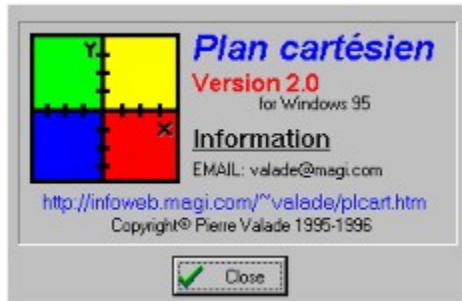 Y
X
Plan cartésien
Version 2.0
for Windows 95
Information
EMAIL: valade@magi.com
http://infoweb.magi.com/~valade/plcart.htm
Copyright© Pierre Valade 1995-1996
Close